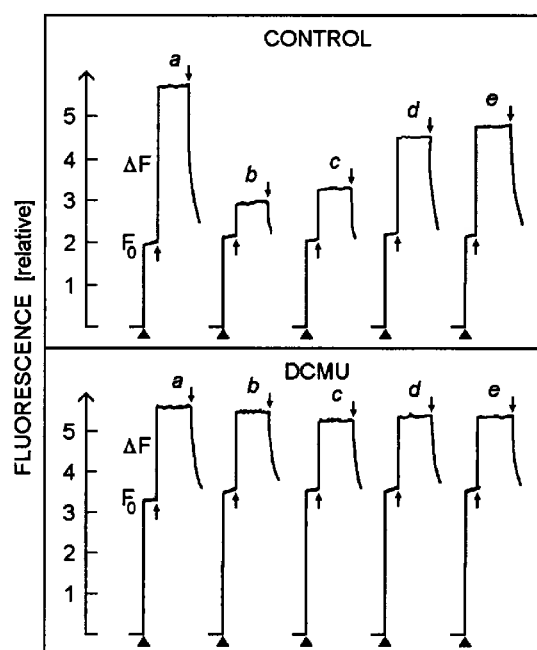 CONTROL
a
b
c
d
e
5
4
3
2
1
ΔF
F₀
FLUORESCENCE [relative]
DCMU
a
b
c
d
e
5
4
3
2
1
ΔF
F₀